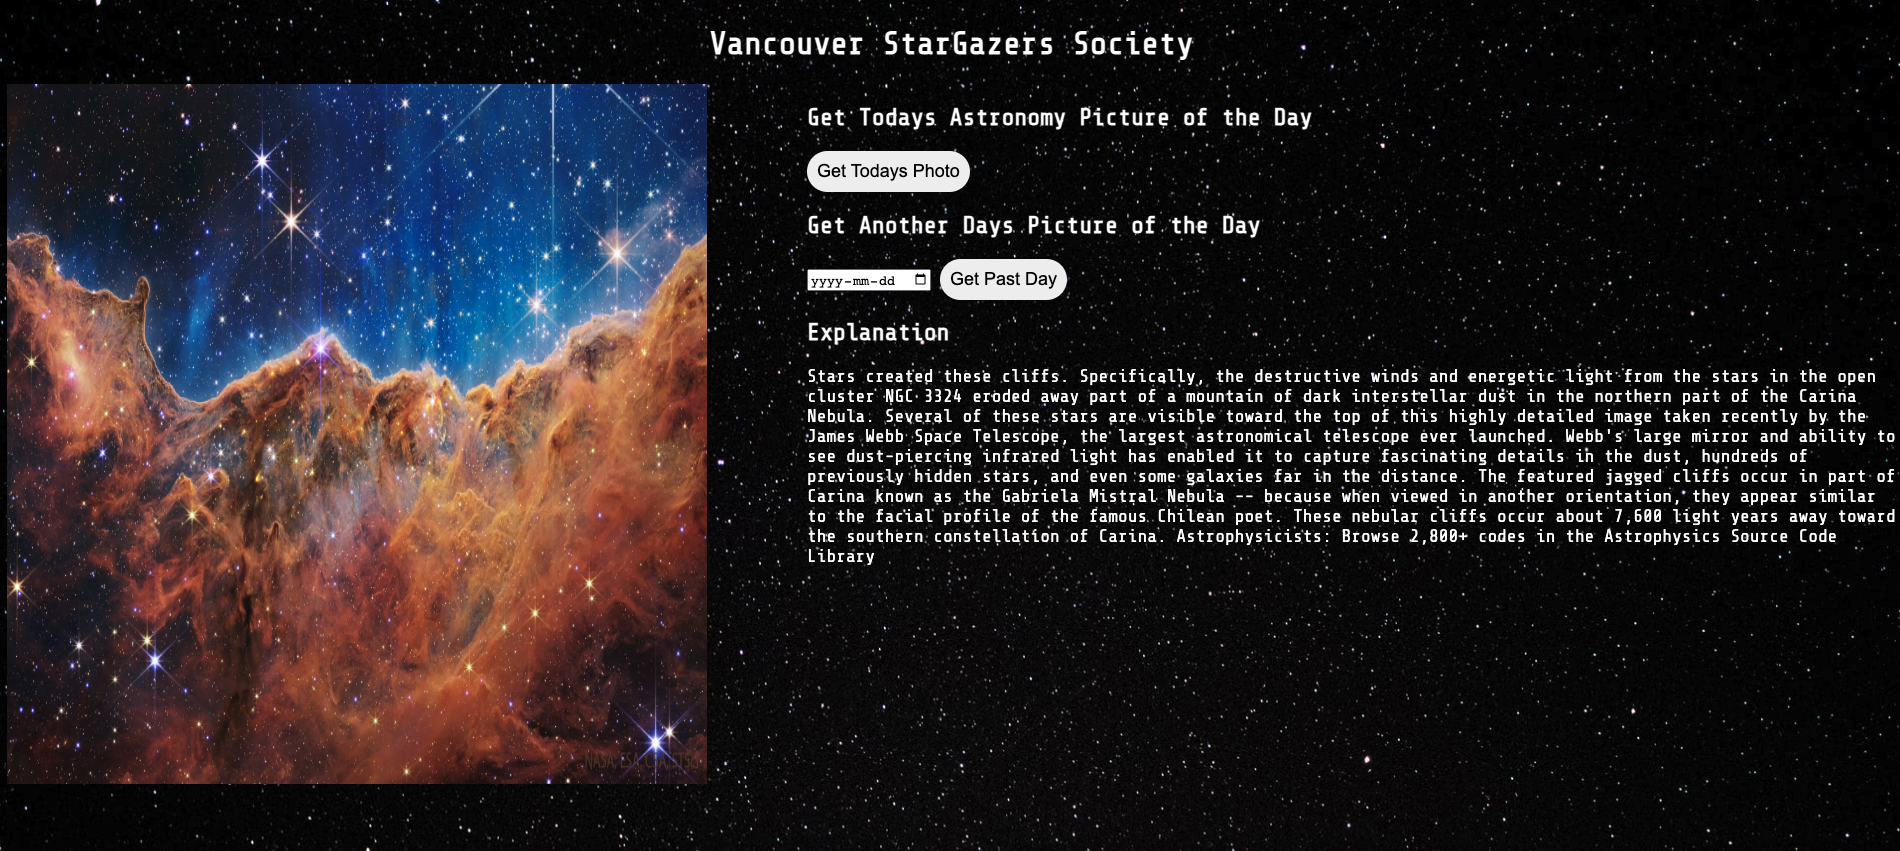 Vancouver StarGazers Society
Get Todays Astronomy Picture of the Day
Get Todays Photo
Get Another Days Picture of the Day
yyyy-mm-dd
Get Past Day
Explanation
Stars created these cliffs. Specifically, the destructive winds and energetic light from the stars in the open
cluster NGC 3324 eroded away part of a mountain of dark interstellar dust in the northern part of the Carina
Nebula. Several of these stars are visible toward the top of this highly detailed image taken recently by the
James Webb Space Telescope, the largest astronomical telescope ever launched. Webb's large mirror and ability to
see dust-piercing infrared light has enabled it to capture fascinating details in the dust, hundreds of
previously hidden stars, and even some galaxies far in the distance. The featured jagged cliffs occur in part of
Carina known as the Gabriela Mistral Nebula -- because when viewed in another orientation, they appear similar
to the facial profile of the famous Chilean poet. These nebular cliffs occur about 7,600 light years away toward
the southern constellation of Carina. Astrophysicists: Browse 2,800+ codes in the Astrophysics Source Code
Library
NASA, ESA, CSA, STScI